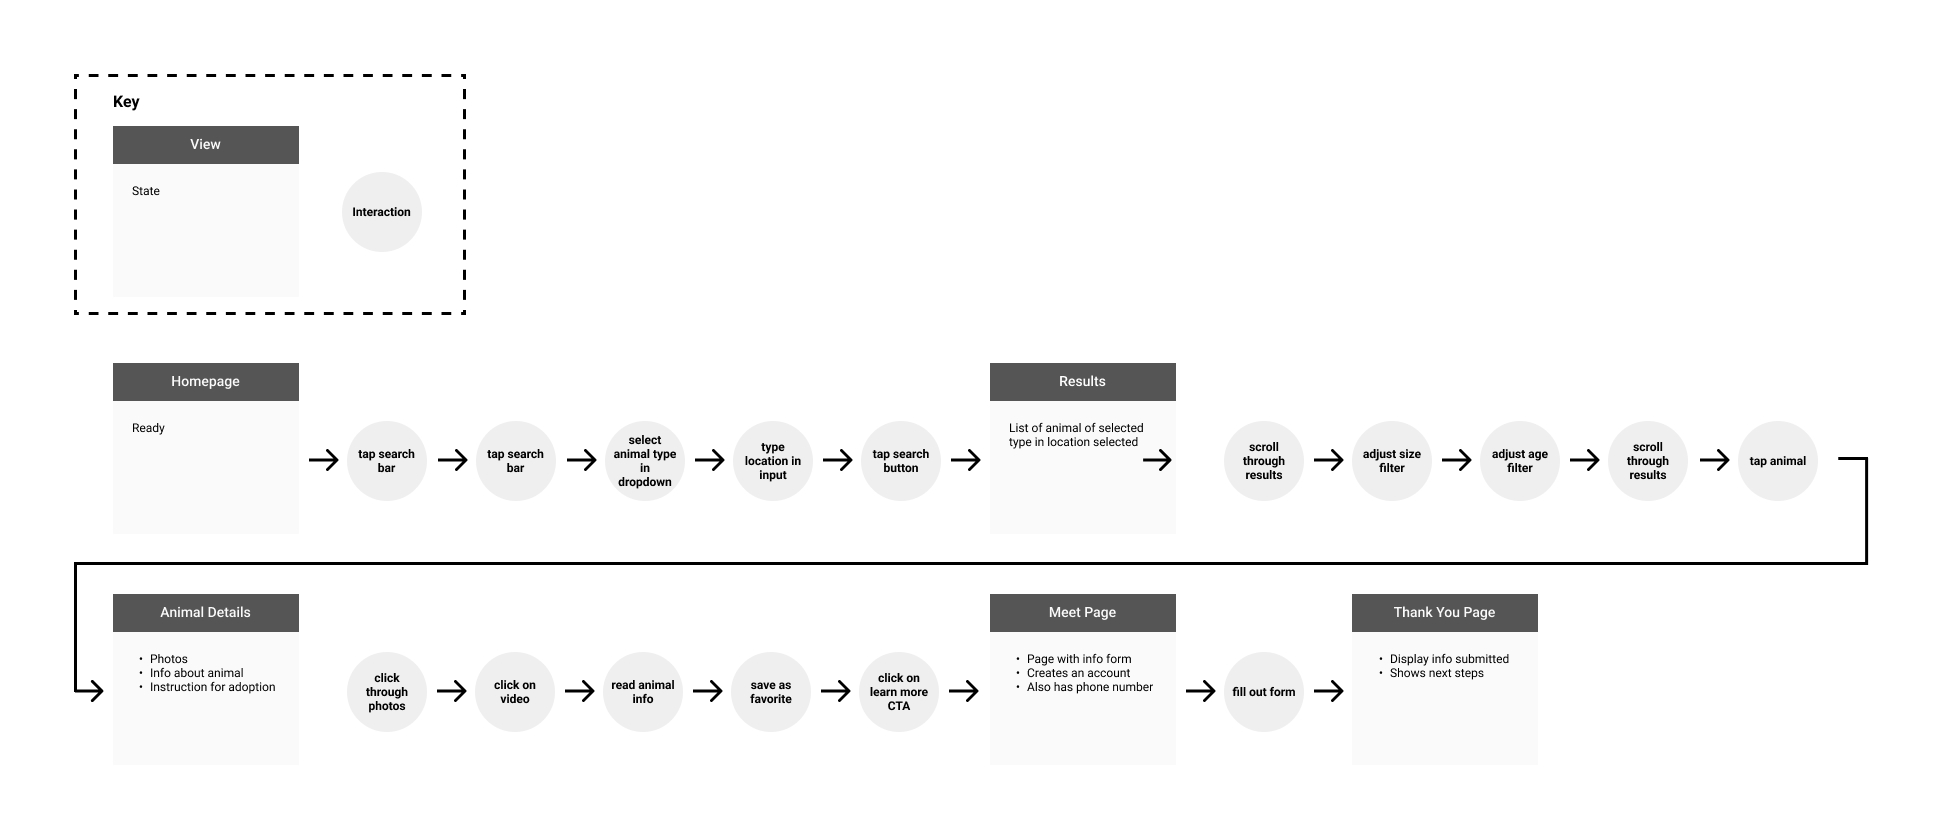 Key
View
State
Interaction
Homepage
Ready
tap search
bar
tap search
bar
select
animal type
in
dropdown
type
location in
input
tap search
button
Results
List of animal of selected
type in location selected
scroll
through
results
adjust size
filter
adjust age
filter
scroll
through
results
tap animal
Animal Details
• Photos
• Info about animal
• Instruction for adoption
click
through
photos
click on
video
read animal
info
save as
favorite
click on
learn more
CTA
Meet Page
• Page with info form
• Creates an account
• Also has phone number
fill out form
Thank You Page
• Display info submitted
• Shows next steps